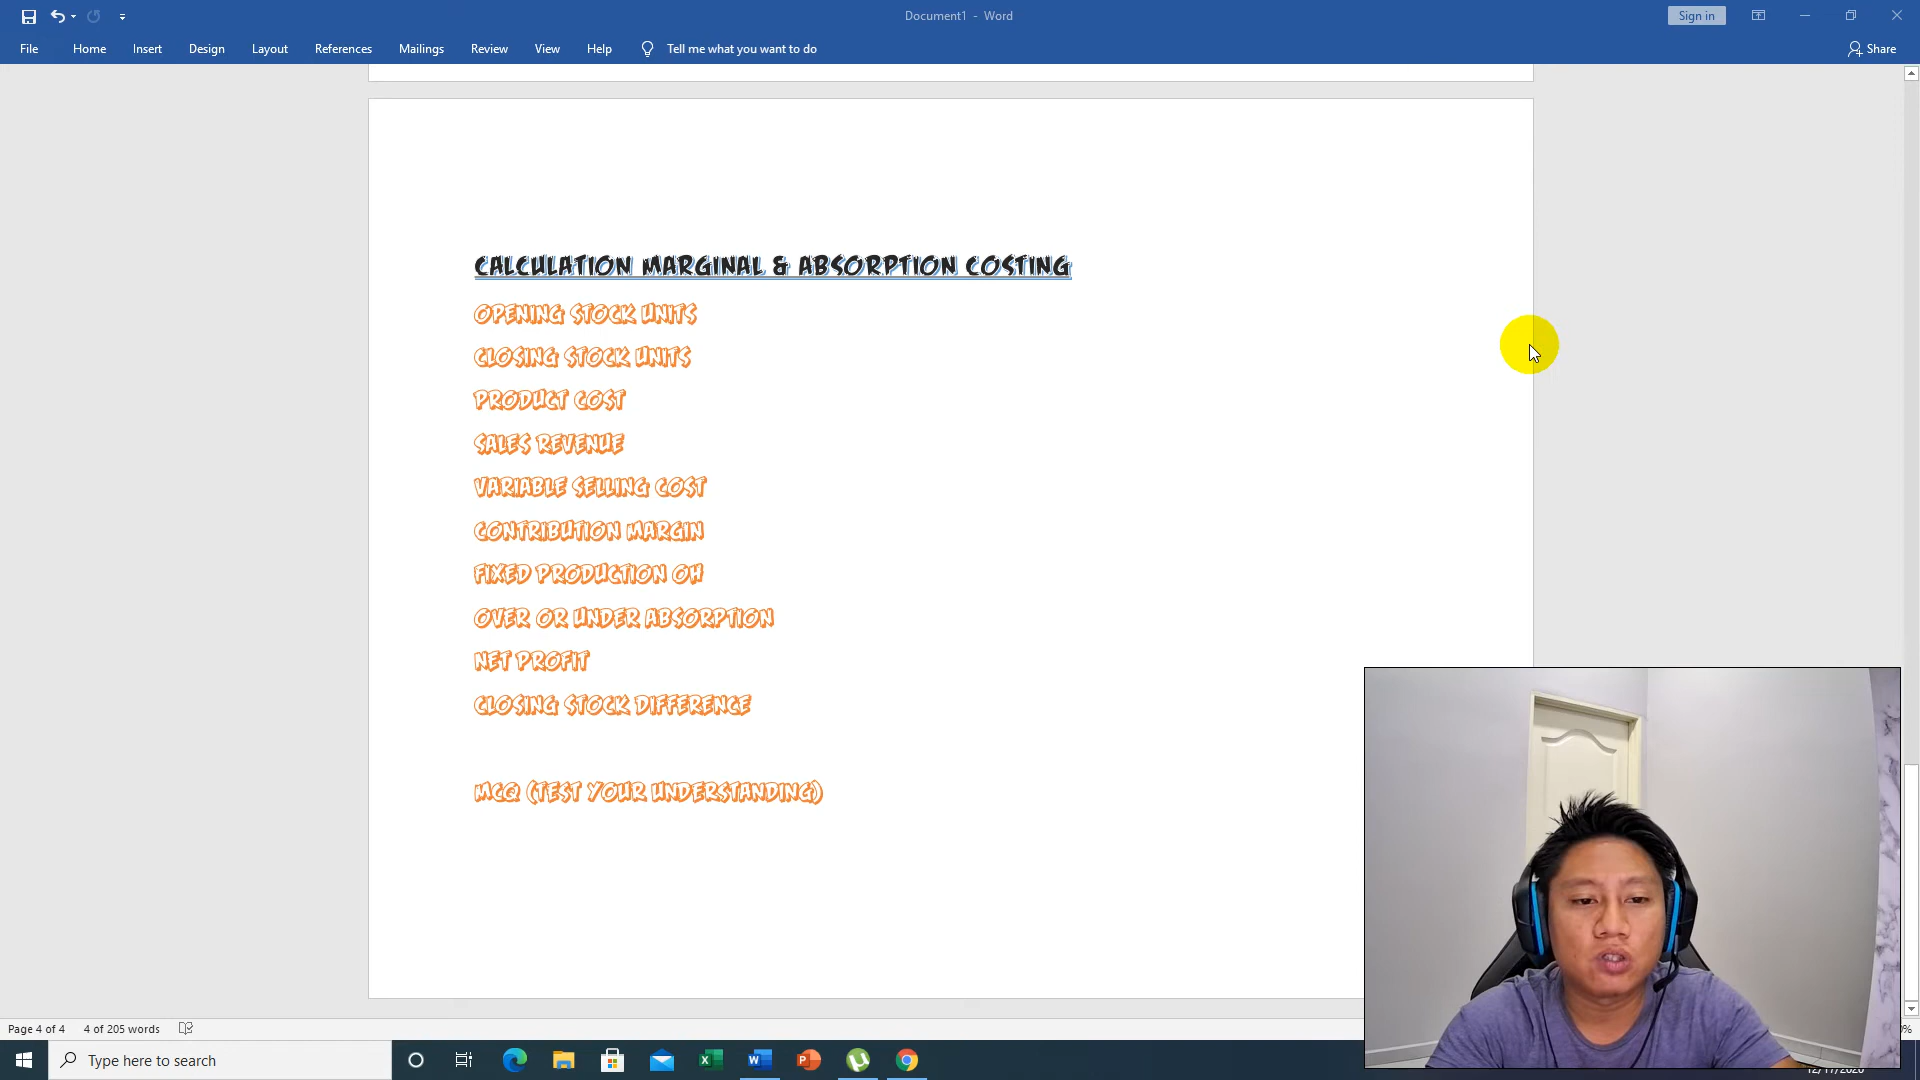 Document1 - Word
Sign in
File Home Insert Design Layout References Mailings Review View Help Tell me what you want to do Share
CALCULATION MARGINAL & ABSORPTION COSTING
OPENING STOCK UNITS
CLOSING STOCK UNITS
PRODUCT COST
SALES REVENUE
VARIABLE SELLING COST
CONTRIBUTION MARGIN
FIXED PRODUCTION OH
OVER OR UNDER ABSORPTION
NET PROFIT
CLOSING STOCK DIFFERENCE
MCQ (TEST YOUR UNDERSTANDING)
Page 4 of 4 4 of 205 words
Type here to search